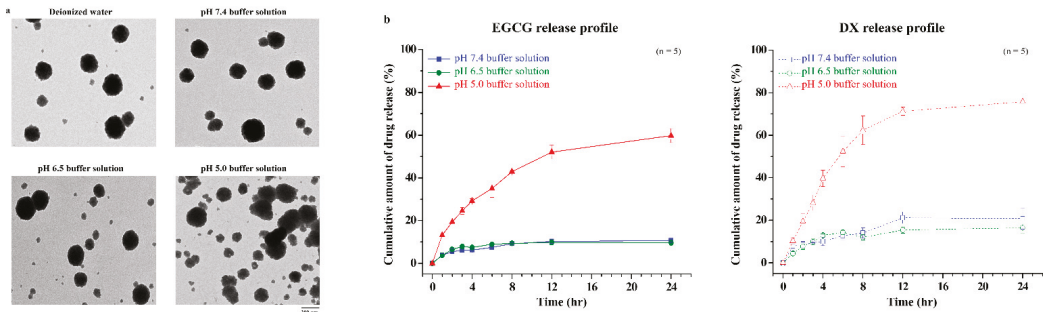 a
Deionized water
pH 7.4 buffer solution
pH 6.5 buffer solution
pH 5.0 buffer solution
200 nm
b
EGCG release profile
(n = 5)
pH 7.4 buffer solution
pH 6.5 buffer solution
pH 5.0 buffer solution
Cumulative amount of drug release (%)
100
80
60
40
20
0
0 4 8 12 16 20 24
Time (hr)
DX release profile
(n = 5)
pH 7.4 buffer solution
pH 6.5 buffer solution
pH 5.0 buffer solution
Cumulative amount of drug release (%)
100
80
60
40
20
0
0 4 8 12 16 20 24
Time (hr)